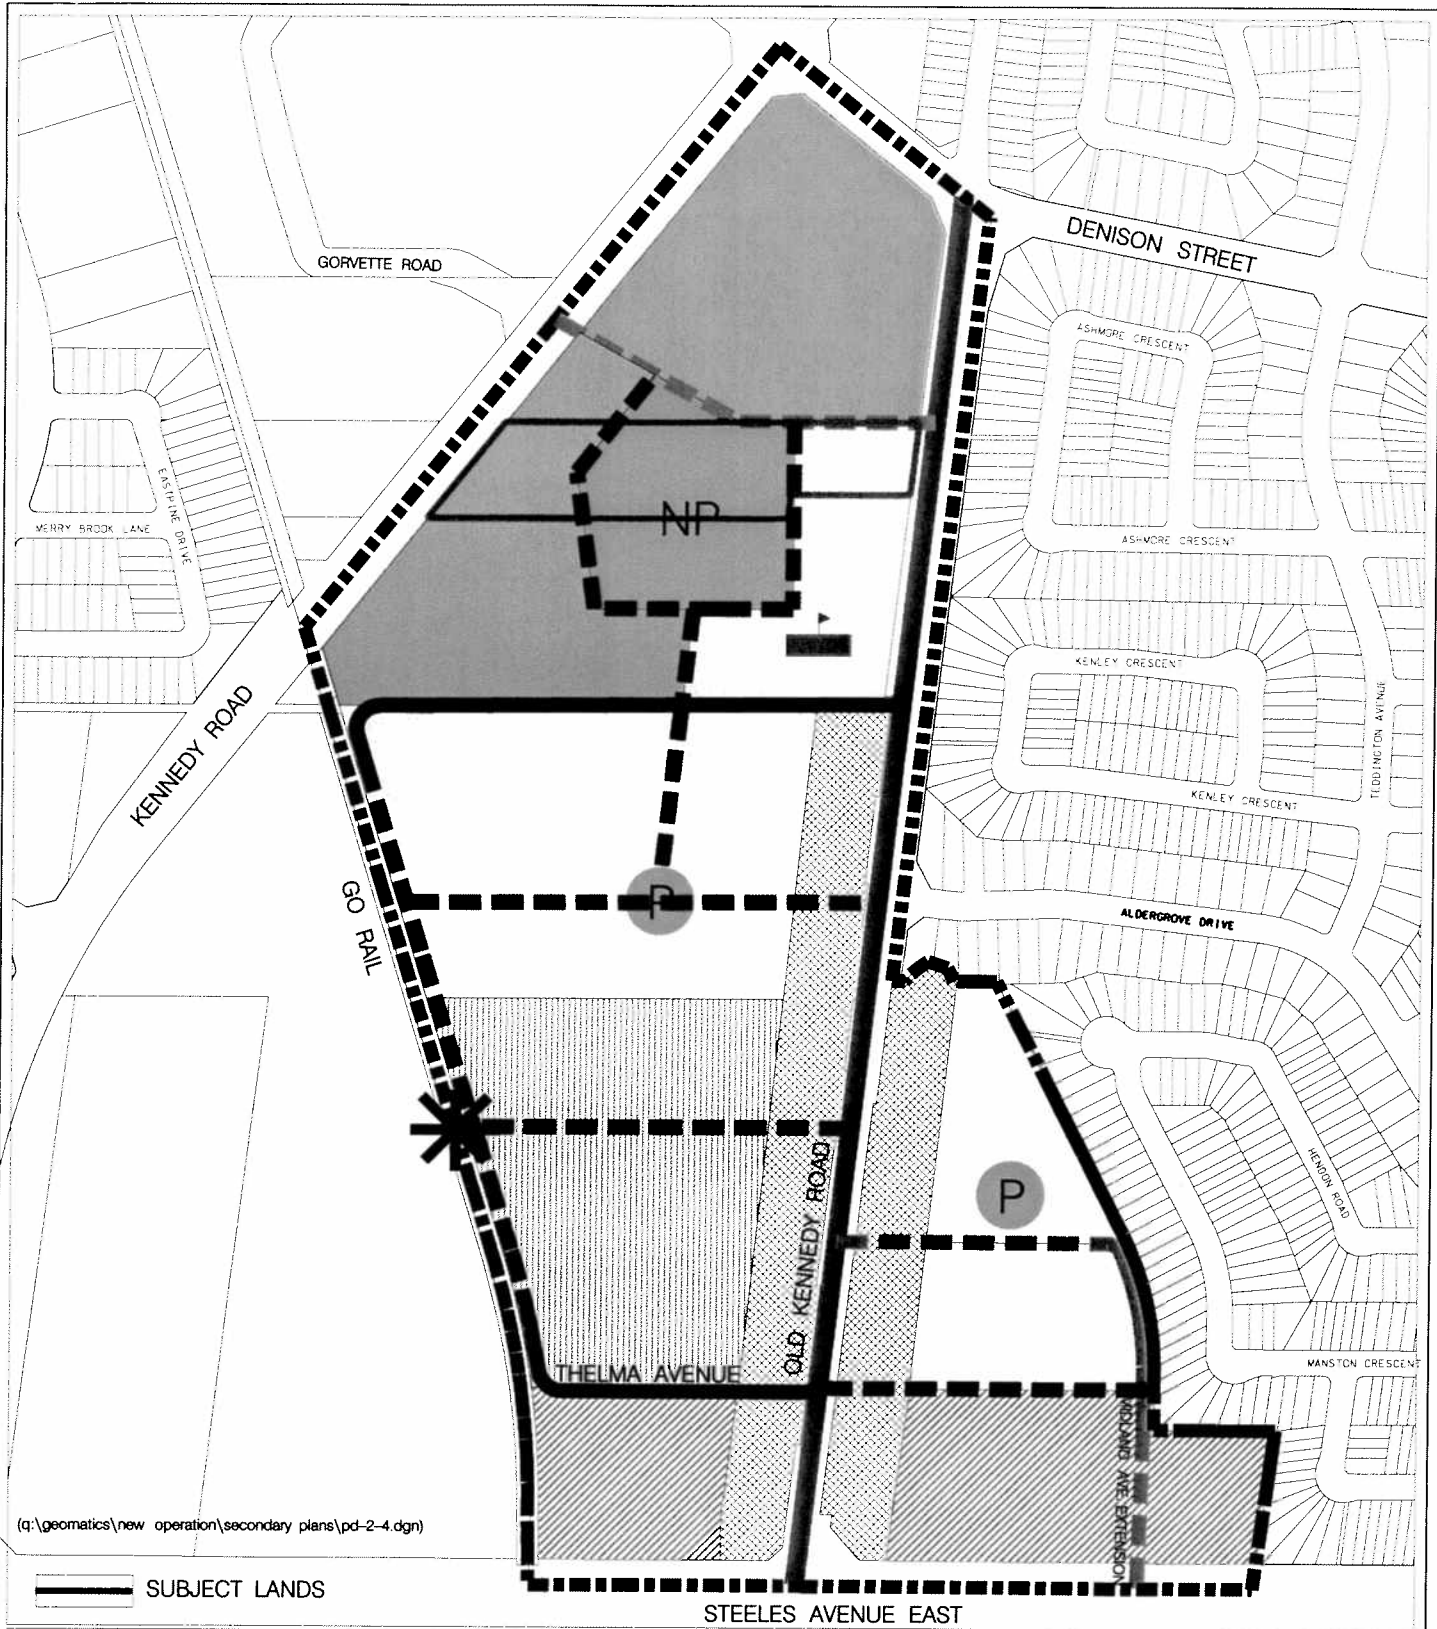 DENISON STREET
GORVETTE ROAD
ASHMORE CRESCENT
EASTPINE DRIVE
MERRY BROOK LANE
NP
ASHMORE CRESCENT
KENLEY CRESCENT
TEDDINGTON AVENUE
KENNEDY ROAD
KENLEY CRESCENT
P
GO RAIL
ALDERGROVE DRIVE
OLD KENNEDY ROAD
P
HENDON ROAD
THELMA AVENUE
MANSTON CRESCENT
MIDLAND AVE EXTENSION
(q:\geomatics\new operation\secondary plans\pd-2-4.dgn)
SUBJECT LANDS
STEELES AVENUE EAST